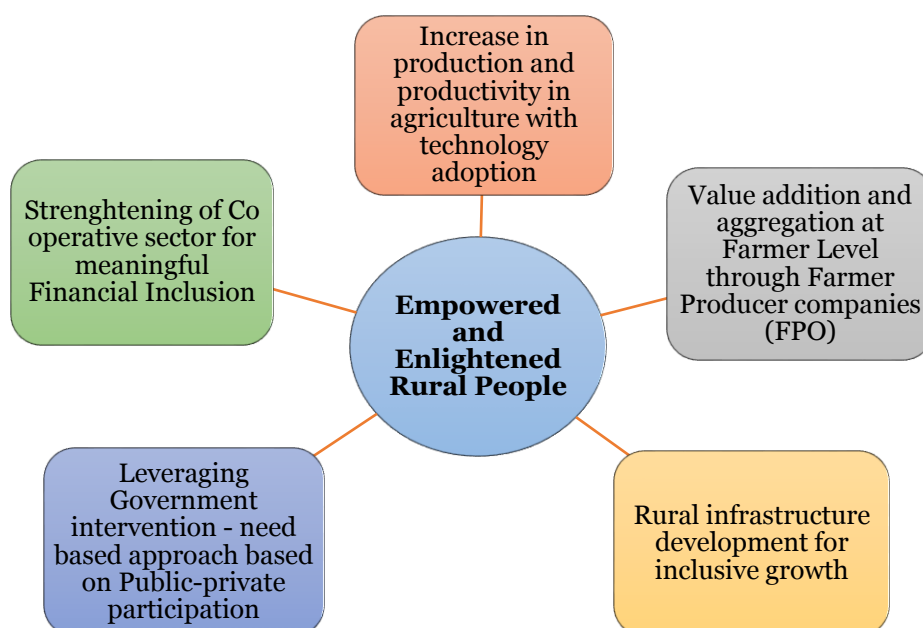 Increase in
production and
productivity in
agriculture with
technology
adoption
Strenghtening of Co
operative sector for
meaningful
Financial Inclusion
Value addition and
aggregation at
Farmer Level
through Farmer
Producer companies
(FPO)
Empowered
and
Enlightened
Rural People
Leveraging
Government
intervention - need
based approach based
on Public-private
participation
Rural infrastructure
development for
inclusive growth